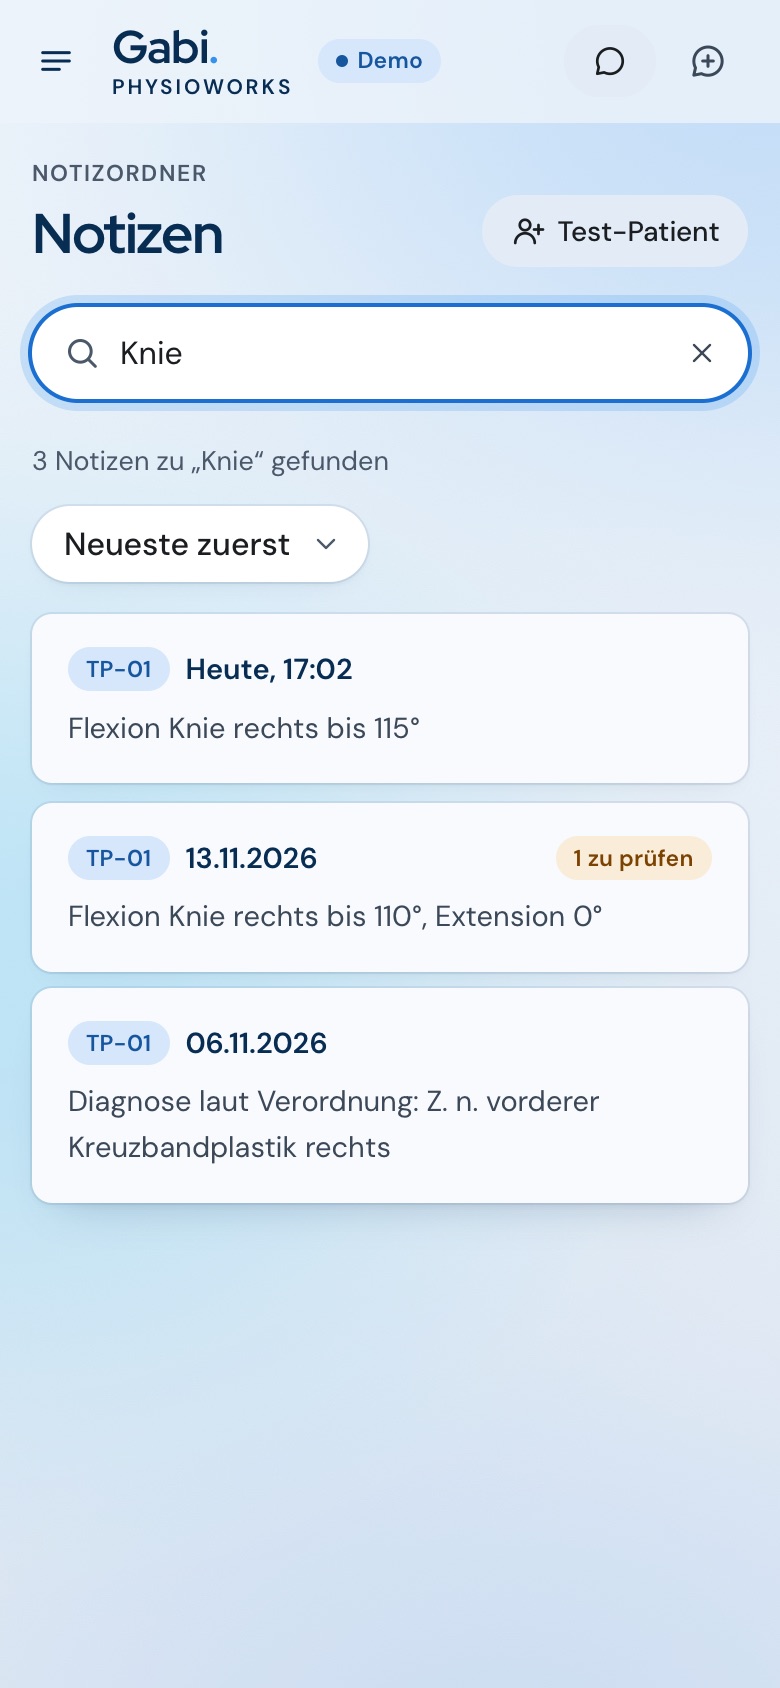 Gabi.
PHYSIOWORKS
Demo
NOTIZORDNER
Notizen
Test-Patient
Knie
3 Notizen zu „Knie“ gefunden
Neueste zuerst
TP-01 Heute, 17:02
Flexion Knie rechts bis 115°
TP-01 13.11.2026 1 zu prüfen
Flexion Knie rechts bis 110°, Extension 0°
TP-01 06.11.2026
Diagnose laut Verordnung: Z. n. vorderer
Kreuzbandplastik rechts